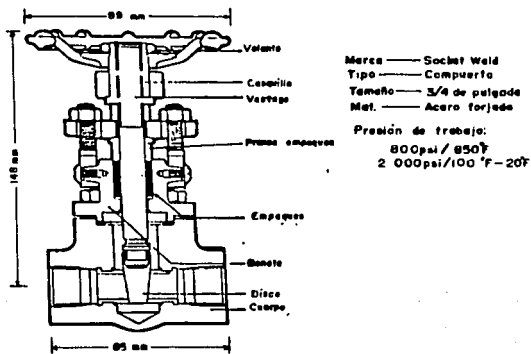 99 mm
Volante
Casquillo
Vastago
Prensa empaques
148 mm
Empaques
Bonete
Disco
Cuerpo
85 mm
Marca — Socket Weld
Tipo — Compuerta
Tamaño — 3/4 de pulgada
Mat. — Acero forjado
Presión de trabajo:
800psi / 850°F
2 000psi/100 °F-20°F